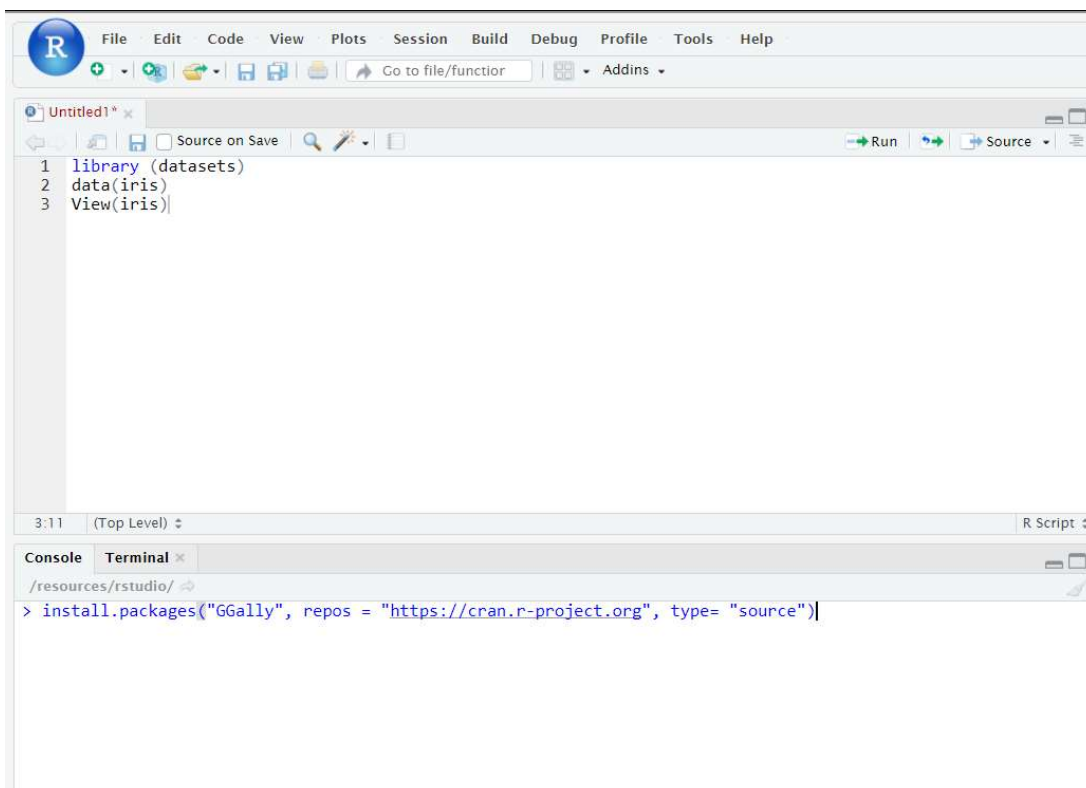 R
File Edit Code View Plots Session Build Debug Profile Tools Help
R Go to file/function Addins
Untitled1*
Source on Save Run Source
1 library (datasets)
2 data(iris)
3 View(iris)
3:11 (Top Level) R Script
Console Terminal
/resources/rstudio/
> install.packages("GGally", repos = "https://cran.r-project.org", type= "source")